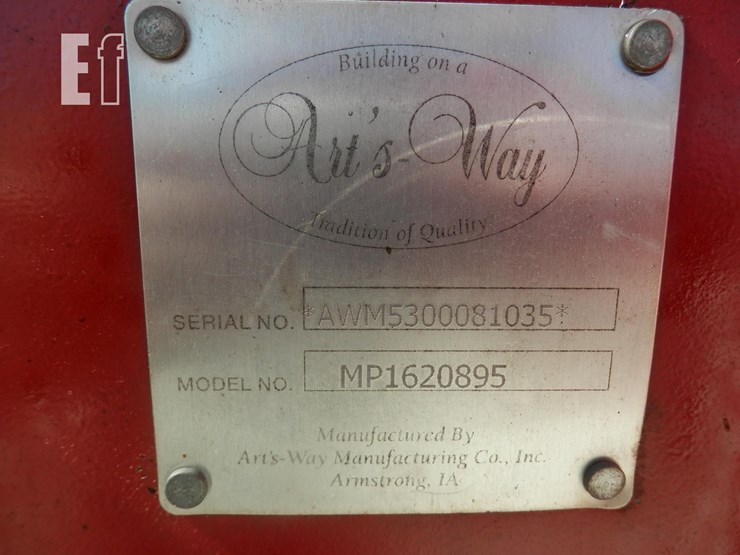 Ef
Building on a
Art's-Way
Tradition of Quality
SERIAL NO. *AWM5300081035*
MODEL NO. MP1620895
Manufactured By
Art's-Way Manufacturing Co., Inc.
Armstrong, IA